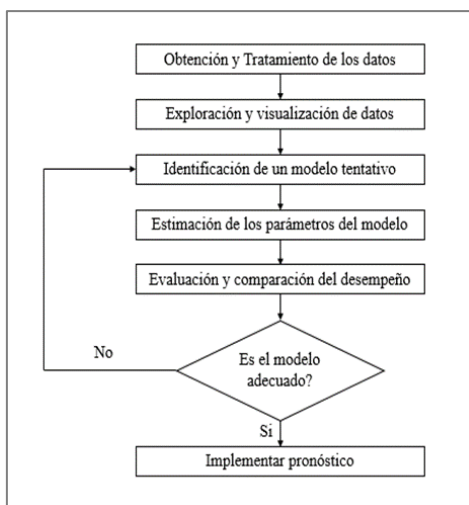 Obtención y Tratamiento de los datos
Exploración y visualización de datos
Identificación de un modelo tentativo
Estimación de los parámetros del modelo
Evaluación y comparación del desempeño
No
Es el modelo
adecuado?
Si
Implementar pronóstico